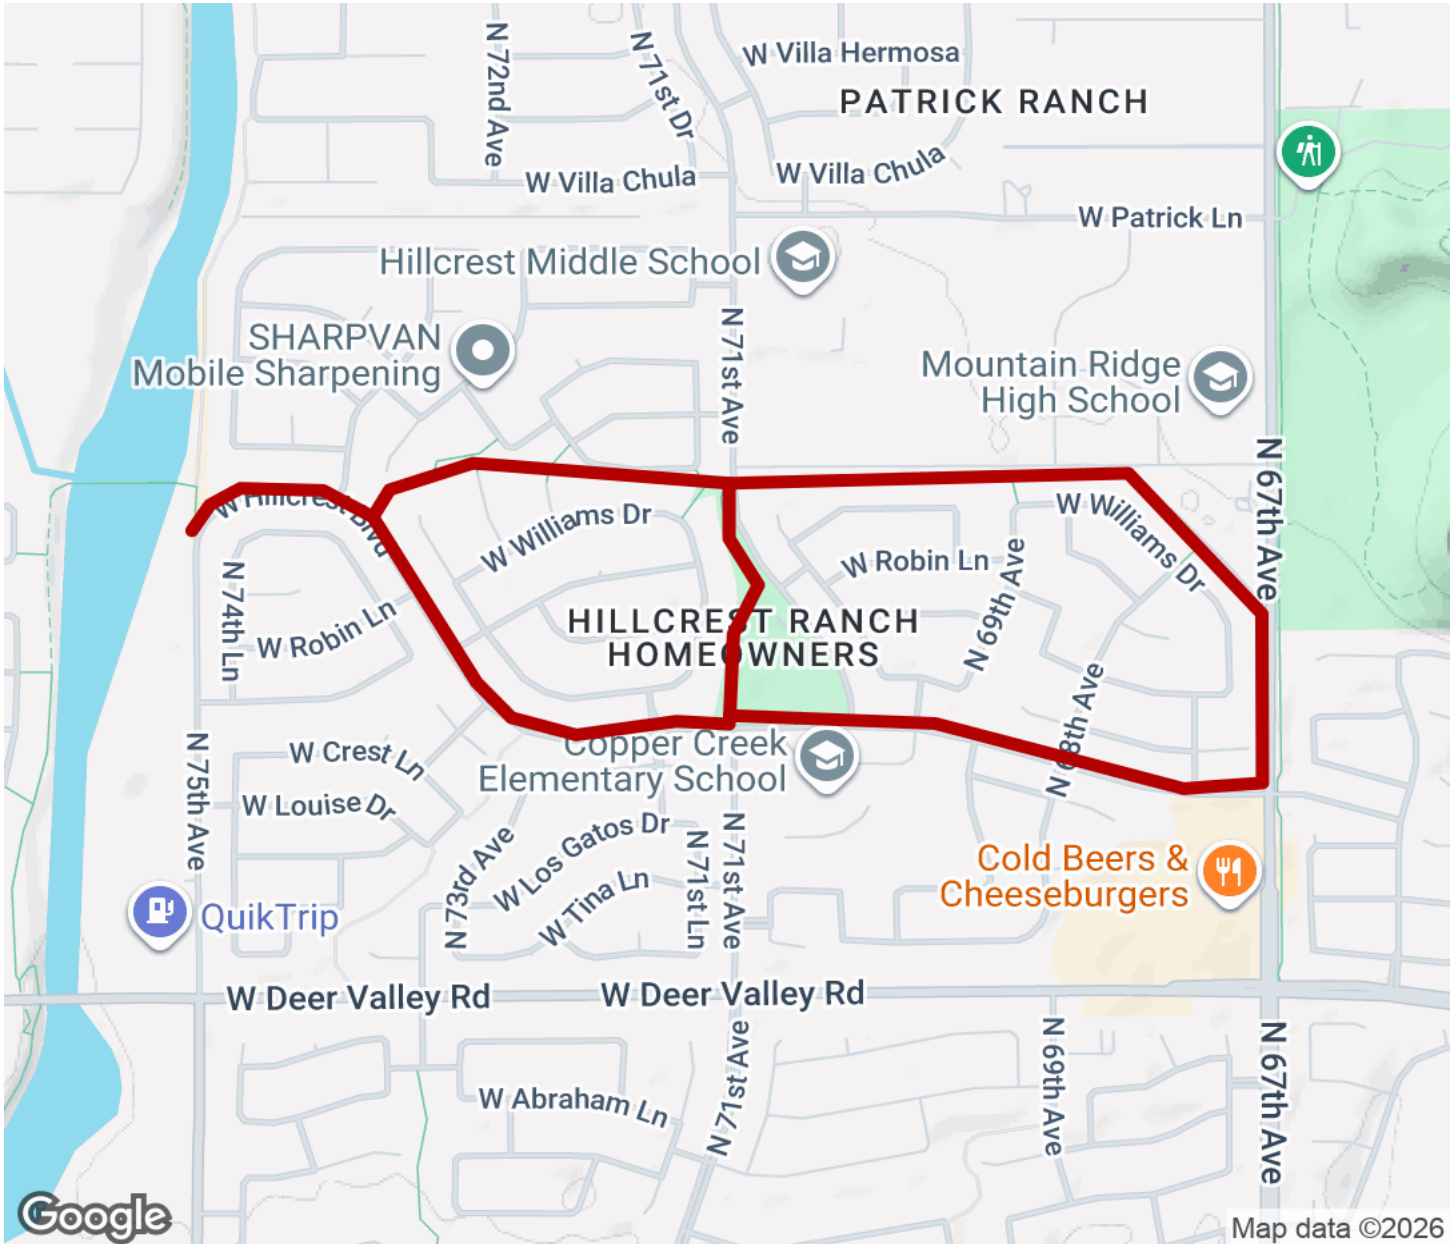 W Villa Hermosa
N 72nd Ave
N 71st Dr
PATRICK RANCH
W Villa Chula
W Villa Chula
W Patrick Ln
Hillcrest Middle School
SHARPVAN
Mobile Sharpening
N 71st Ave
Mountain Ridge
High School
N 67th Ave
W Hillcrest Blvd
W Williams Dr
W Williams Dr
W Robin Ln
N 69th Ave
N 74th Ln
W Robin Ln
HILLCREST RANCH
HOMEOWNERS
N 68th Ave
N 75th Ave
W Crest Ln
Copper Creek
Elementary School
W Louise Dr
N 73rd Ave
W Los Gatos Dr
W Tina Ln
N 71st Ln
N 71st Ave
Cold Beers &
Cheeseburgers
QuikTrip
W Deer Valley Rd
W Deer Valley Rd
N 71st Ave
N 69th Ave
N 67th Ave
W Abraham Ln
Google
Map data ©2026